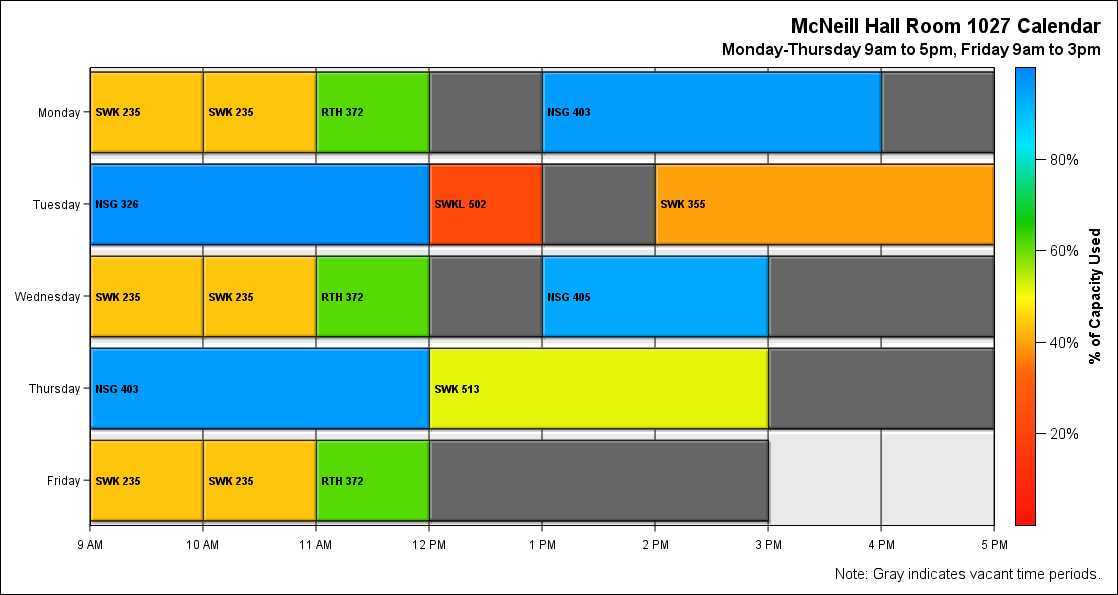 McNeill Hall Room 1027 Calendar
Monday-Thursday 9am to 5pm, Friday 9am to 3pm
Monday SWK 235 SWK 235 RTH 372 NSG 403
80%
Tuesday NSG 326 SWKL 502 SWK 355
60%
% of Capacity Used
Wednesday SWK 235 SWK 235 RTH 372 NSG 405
40%
Thursday NSG 403 SWK 513
20%
Friday SWK 235 SWK 235 RTH 372
9 AM 10 AM 11 AM 12 PM 1 PM 2 PM 3 PM 4 PM 5 PM
Note: Gray indicates vacant time periods.